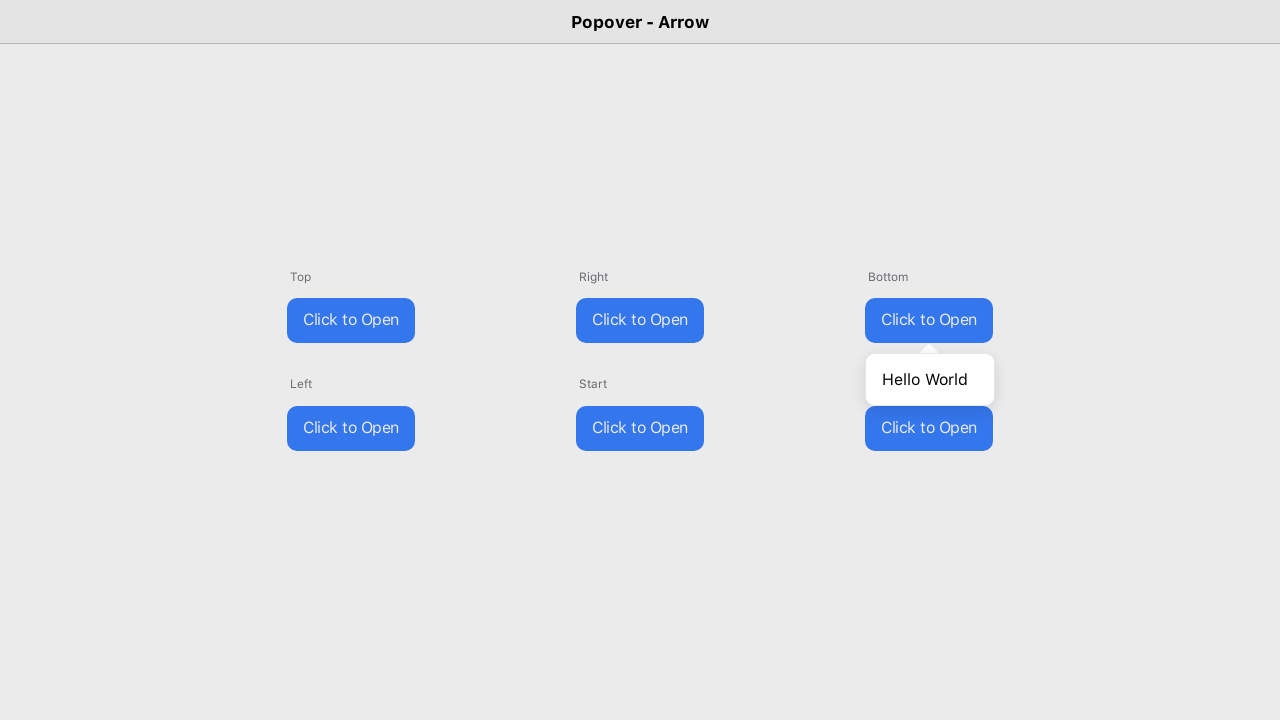 Popover - Arrow
Top
Right
Bottom
Click to Open
Click to Open
Click to Open
Hello World
Left
Start
Click to Open
Click to Open
Click to Open